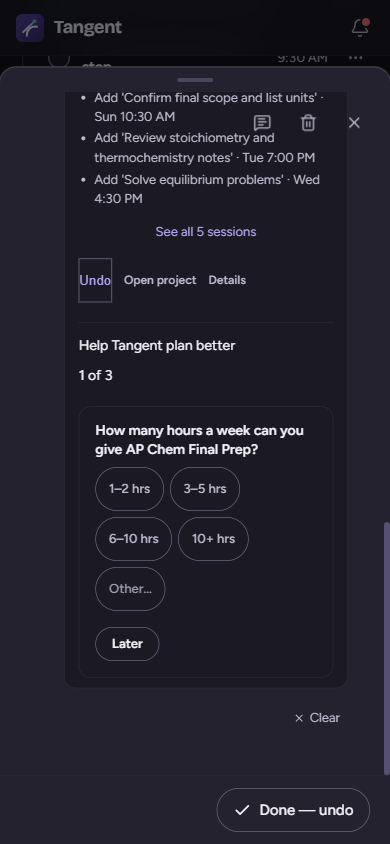 Tangent
9:30 AM
step
• Add 'Confirm final scope and list units' ·
Sun 10:30 AM
• Add 'Review stoichiometry and
thermochemistry notes' · Tue 7:00 PM
• Add 'Solve equilibrium problems' · Wed
4:30 PM
See all 5 sessions
Undo Open project Details
Help Tangent plan better
1 of 3
How many hours a week can you
give AP Chem Final Prep?
1–2 hrs 3–5 hrs
6–10 hrs 10+ hrs
Other...
Later
Clear
Done — undo